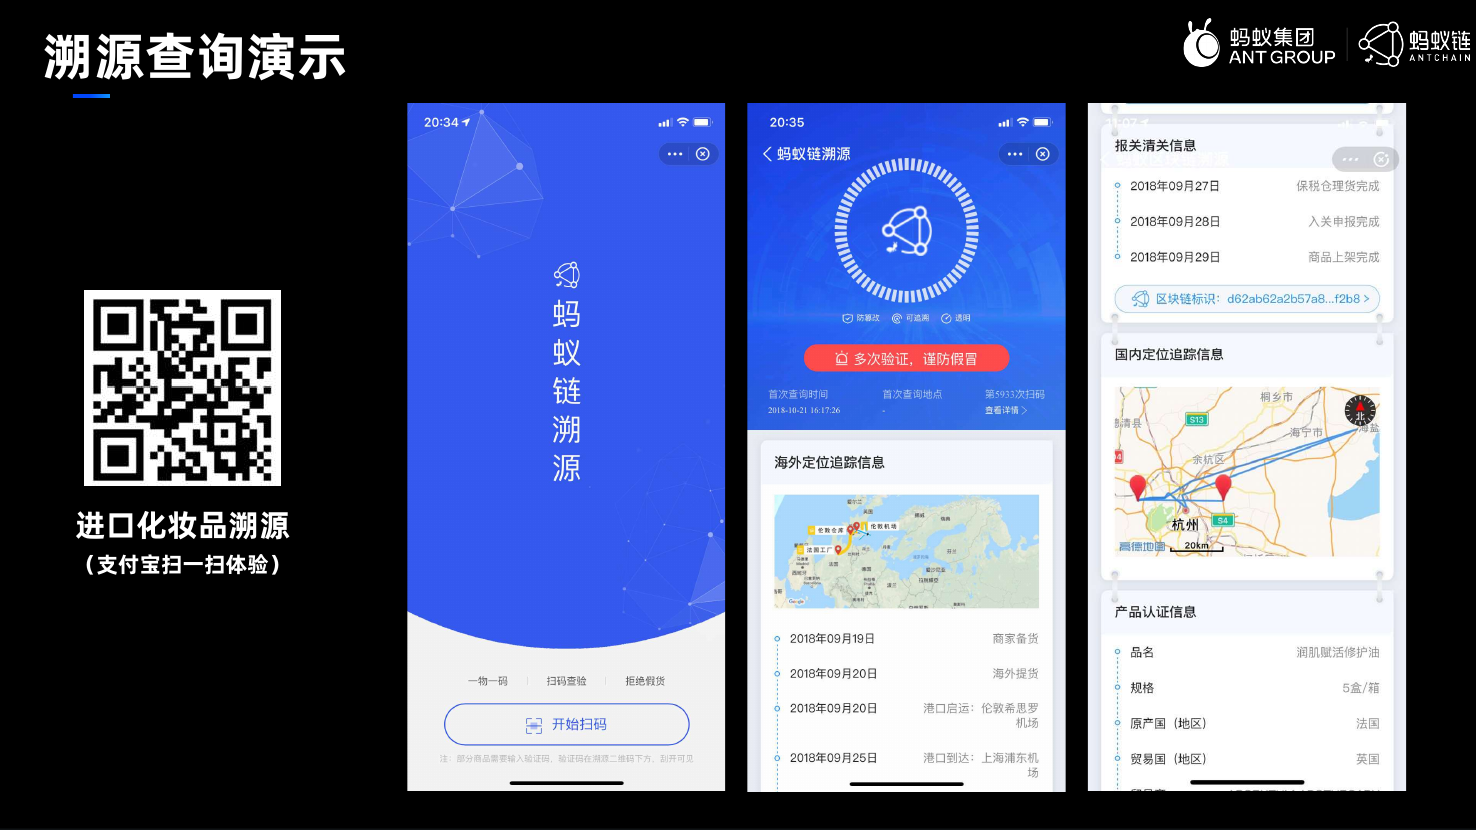 溯源查询演示
蚂蚁集团
ANT GROUP
蚂蚁链
ANTCHAIN
进口化妆品溯源
（支付宝扫一扫体验）
20:34
蚂蚁链溯源
一物一码
扫码查验
拒绝假货
开始扫码
注：部分商品需要输入验证码，验证码在溯源二维码下方，刮开可见
20:35
蚂蚁链溯源
防篡改
可追溯
透明
多次验证，谨防假冒
首次查询时间
首次查询地点
第5933次扫码
2018-10-21 16:17:26
-
查看详情
海外定位追踪信息
伦敦仓库
伦敦机场
法国工厂
Google
2018年09月19日
商家备货
2018年09月20日
海外提货
2018年09月20日
港口启运：伦敦希思罗
机场
2018年09月25日
港口到达：上海浦东机
场
报关清关信息
2018年09月27日
保税仓理货完成
2018年09月28日
入关申报完成
2018年09月29日
商品上架完成
区块链标识：d62ab62a2b57a8...f2b8
国内定位追踪信息
桐乡市
S13
北
海宁市
海盐
余杭区
S4
杭州
高德地图
20km
产品认证信息
品名
润肌赋活修护油
规格
5盒/箱
原产国（地区）
法国
贸易国（地区）
英国